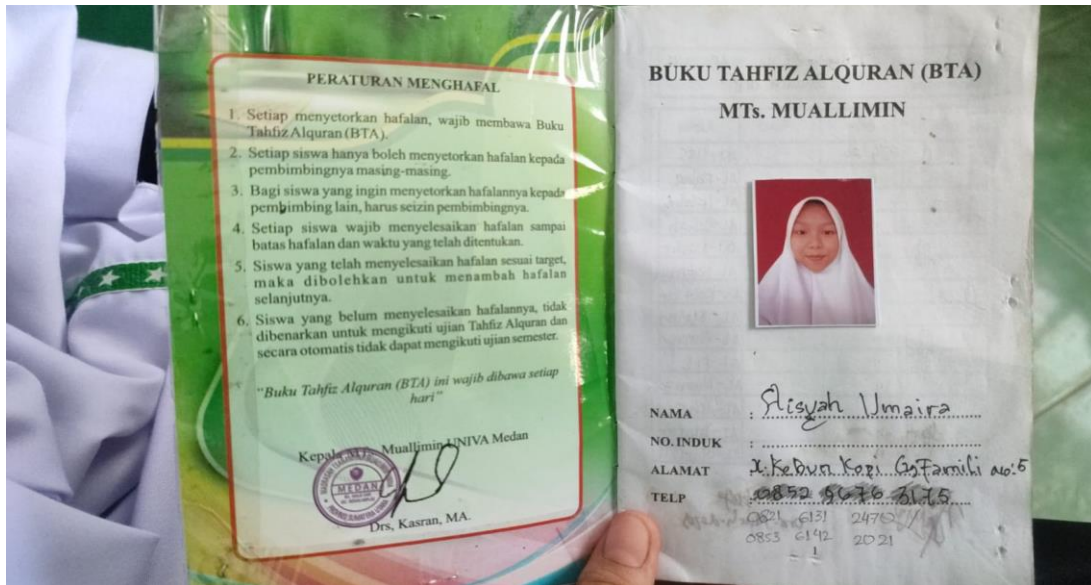 PERATURAN MENGHAFAL
1. Setiap menyetorkan hafalan, wajib membawa Buku
Tahfiz Alquran (BTA).
2. Setiap siswa hanya boleh menyetorkan hafalan kepada
pembimbingnya masing-masing.
3. Bagi siswa yang ingin menyetorkan hafalannya kepada
pembimbing lain, harus seizin pembimbingnya.
4. Setiap siswa wajib menyelesaikan hafalan sampai
batas hafalan dan waktu yang telah ditentukan.
5. Siswa yang telah menyelesaikan hafalan sesuai target,
maka dibolehkan untuk menambah hafalan
selanjutnya.
6. Siswa yang belum menyelesaikan hafalannya, tidak
dibenarkan untuk mengikuti ujian Tahfiz Alquran dan
secara otomatis tidak dapat mengikuti ujian semester.
"Buku Tahfiz Alquran (BTA) ini wajib dibawa setiap
hari"
Muallimin UNIVA Medan
MEDAN
Drs, Kasran, MA.
BUKU TAHFIZ ALQURAN (BTA)
MTs. MUALLIMIN
NAMA : Aisyah Umaira
NO. INDUK :
ALAMAT Jl. Kebun Kopi Gg Famili no: 6
TELP : 0852 3175
0821 6131 2470
0853 6142 2021
1